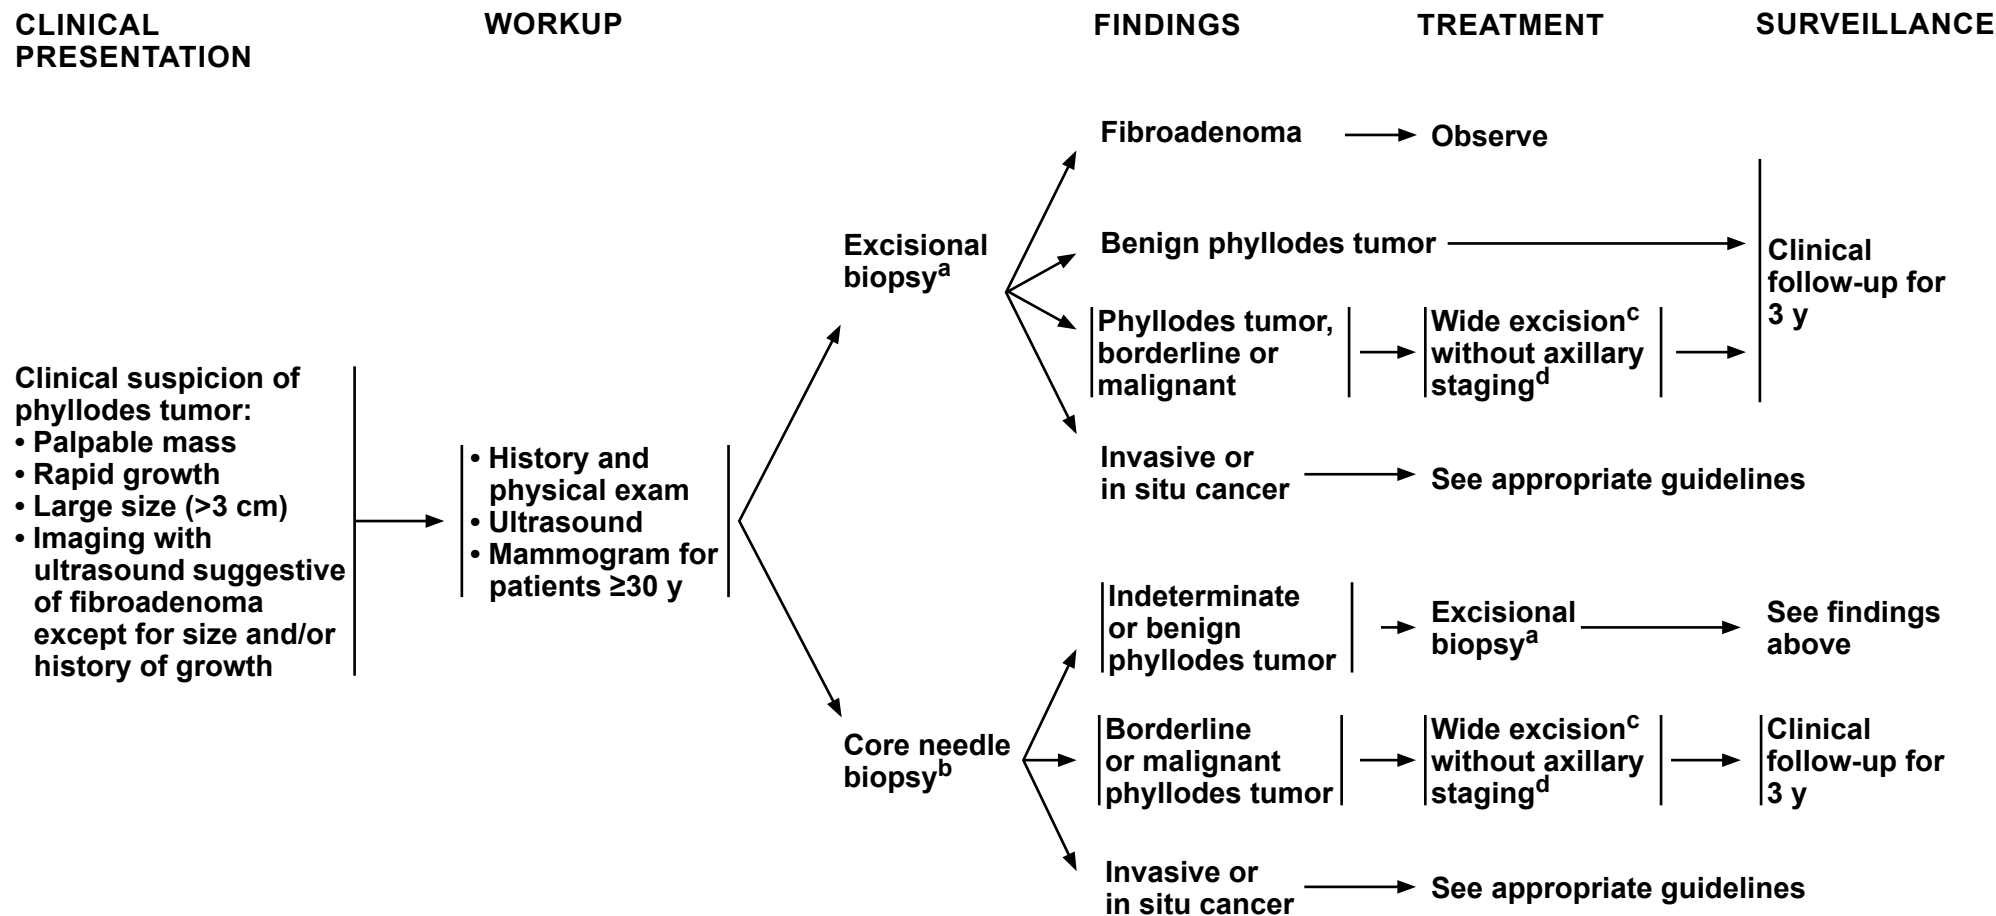 CLINICAL
PRESENTATION
WORKUP
FINDINGS
TREATMENT
SURVEILLANCE
Clinical suspicion of
phyllodes tumor:
• Palpable mass
• Rapid growth
• Large size (>3 cm)
• Imaging with
ultrasound suggestive
of fibroadenoma
except for size and/or
history of growth
• History and
physical exam
• Ultrasound
• Mammogram for
patients ≥30 y
Excisional
biopsyᵃ
Fibroadenoma
Observe
Benign phyllodes tumor
Phyllodes tumor,
borderline or
malignant
Wide excisionᶜ
without axillary
stagingᵈ
Clinical
follow-up for
3 y
Invasive or
in situ cancer
See appropriate guidelines
Core needle
biopsyᵇ
Indeterminate
or benign
phyllodes tumor
Excisional
biopsyᵃ
See findings
above
Borderline
or malignant
phyllodes tumor
Wide excisionᶜ
without axillary
stagingᵈ
Clinical
follow-up for
3 y
Invasive or
in situ cancer
See appropriate guidelines